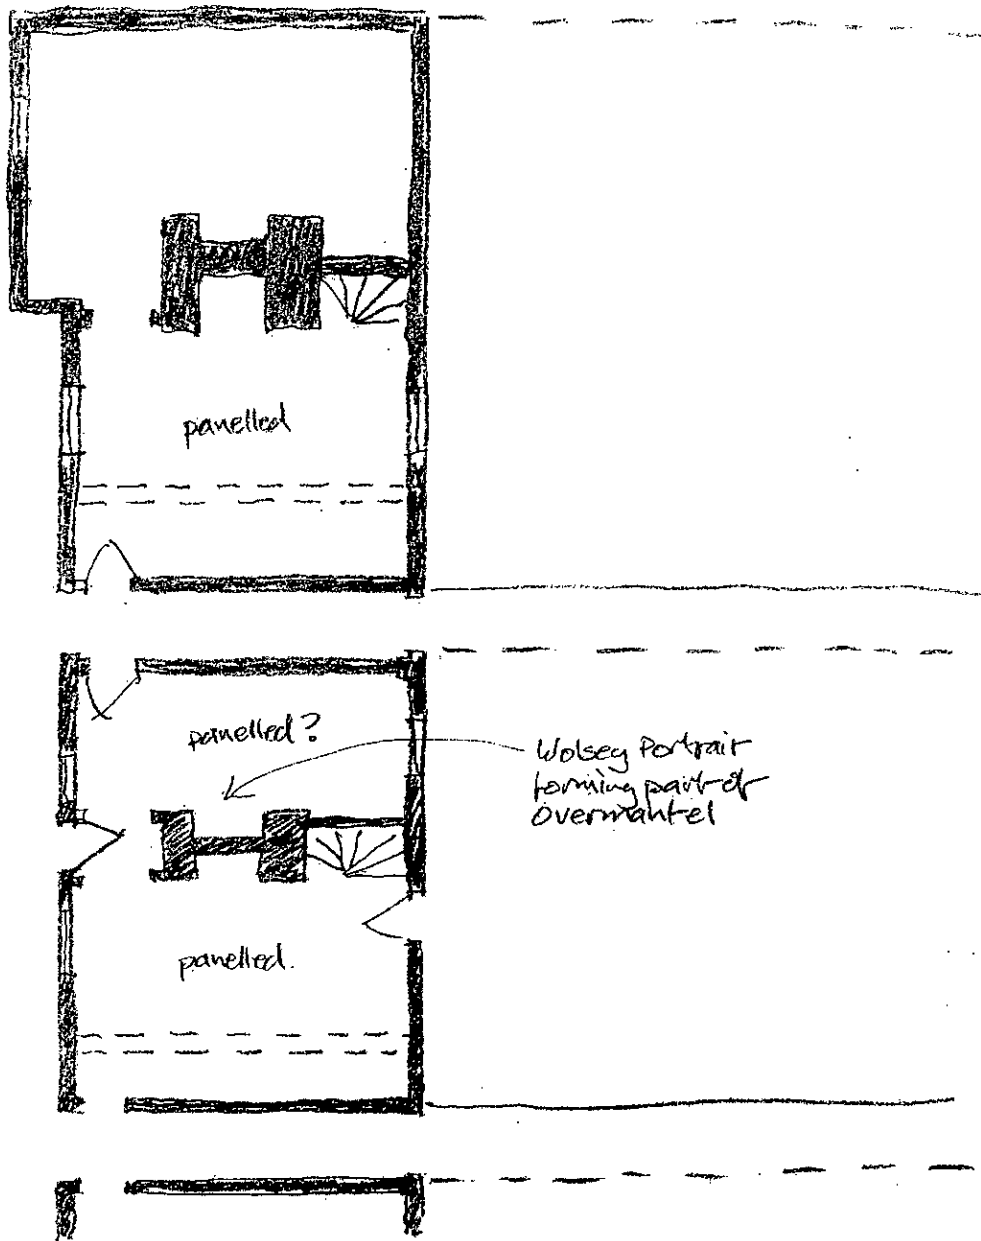 panelled
panelled?
Wolsey Portrait
forming part of
Overmantel
panelled.